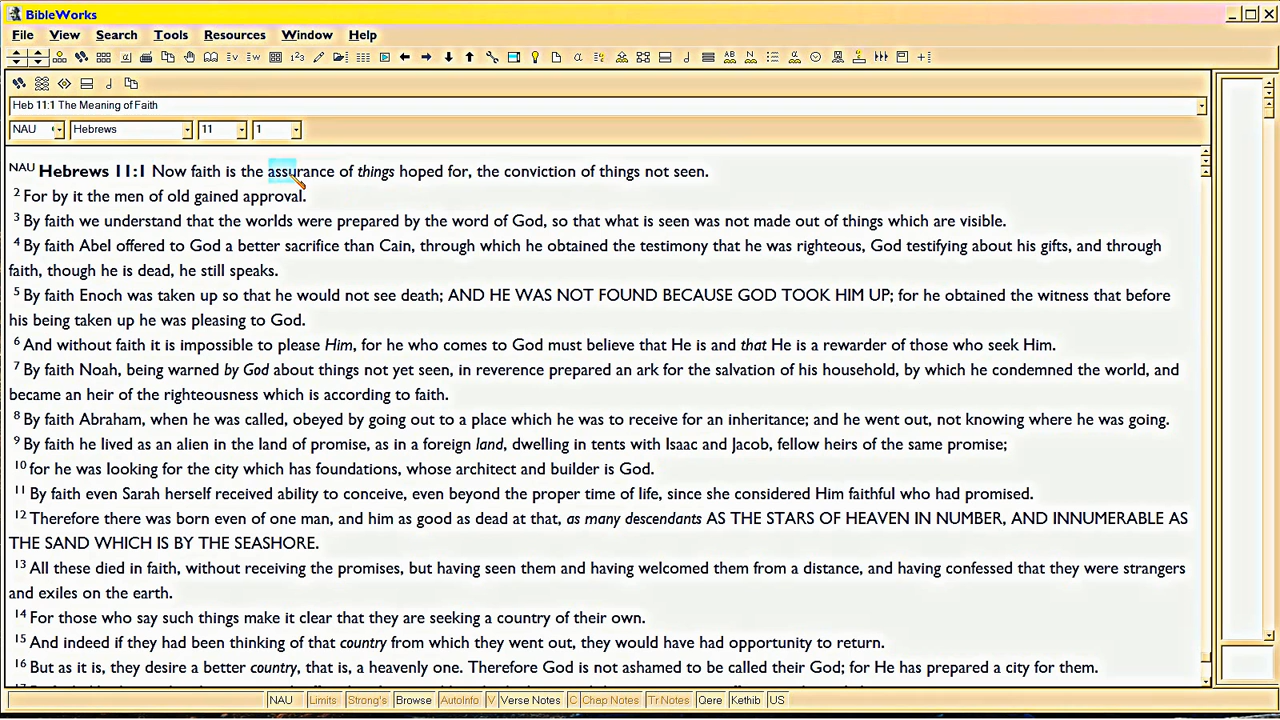 BibleWorks
File View Search Tools Resources Window Help
Heb 11:1 The Meaning of Faith
NAU Hebrews 11 1
NAU Hebrews 11:1 Now faith is the assurance of things hoped for, the conviction of things not seen.
2 For by it the men of old gained approval.
3 By faith we understand that the worlds were prepared by the word of God, so that what is seen was not made out of things which are visible.
4 By faith Abel offered to God a better sacrifice than Cain, through which he obtained the testimony that he was righteous, God testifying about his gifts, and through
faith, though he is dead, he still speaks.
5 By faith Enoch was taken up so that he would not see death; AND HE WAS NOT FOUND BECAUSE GOD TOOK HIM UP; for he obtained the witness that before
his being taken up he was pleasing to God.
6 And without faith it is impossible to please Him, for he who comes to God must believe that He is and that He is a rewarder of those who seek Him.
7 By faith Noah, being warned by God about things not yet seen, in reverence prepared an ark for the salvation of his household, by which he condemned the world, and
became an heir of the righteousness which is according to faith.
8 By faith Abraham, when he was called, obeyed by going out to a place which he was to receive for an inheritance; and he went out, not knowing where he was going.
9 By faith he lived as an alien in the land of promise, as in a foreign land, dwelling in tents with Isaac and Jacob, fellow heirs of the same promise;
10 for he was looking for the city which has foundations, whose architect and builder is God.
11 By faith even Sarah herself received ability to conceive, even beyond the proper time of life, since she considered Him faithful who had promised.
12 Therefore there was born even of one man, and him as good as dead at that, as many descendants AS THE STARS OF HEAVEN IN NUMBER, AND INNUMERABLE AS
THE SAND WHICH IS BY THE SEASHORE.
13 All these died in faith, without receiving the promises, but having seen them and having welcomed them from a distance, and having confessed that they were strangers
and exiles on the earth.
14 For those who say such things make it clear that they are seeking a country of their own.
15 And indeed if they had been thinking of that country from which they went out, they would have had opportunity to return.
16 But as it is, they desire a better country, that is, a heavenly one. Therefore God is not ashamed to be called their God; for He has prepared a city for them.
NAU Limits Strong's Browse AutoInfo V Verse Notes C Chap Notes Tr Notes Qere Kethib US